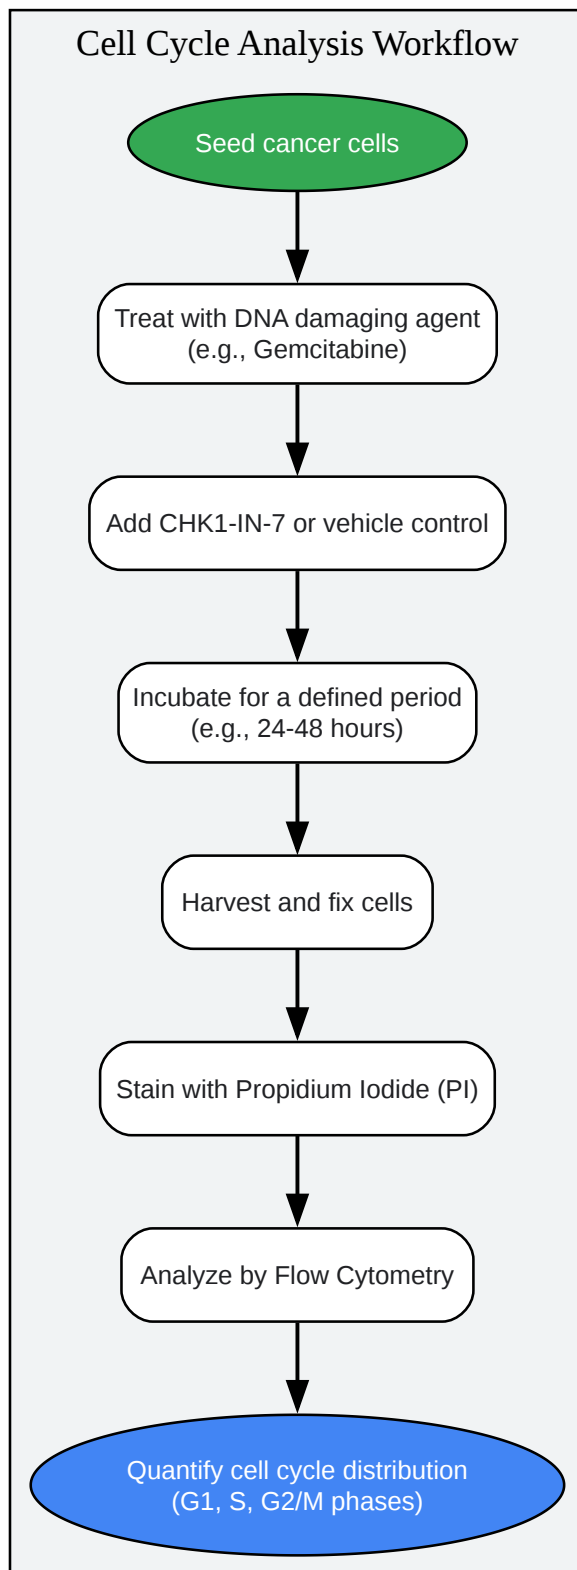 Cell Cycle Analysis Workflow
Seed cancer cells
Treat with DNA damaging agent
(e.g., Gemcitabine)
Add CHK1-IN-7 or vehicle control
Incubate for a defined period
(e.g., 24-48 hours)
Harvest and fix cells
Stain with Propidium Iodide (PI)
Analyze by Flow Cytometry
Quantify cell cycle distribution
(G1, S, G2/M phases)